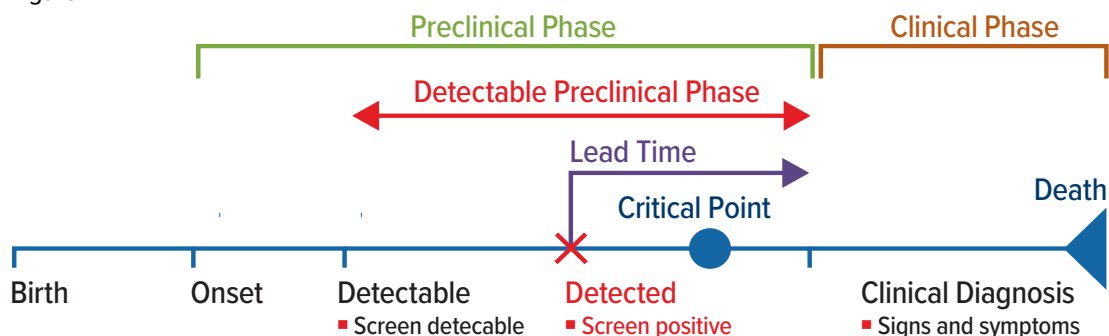 Preclinical Phase
Clinical Phase
Detectable Preclinical Phase
Lead Time
Critical Point
Death
Birth
Onset
Detectable
Detected
Clinical Diagnosis
Screen detecable
Screen positive
Signs and symptoms